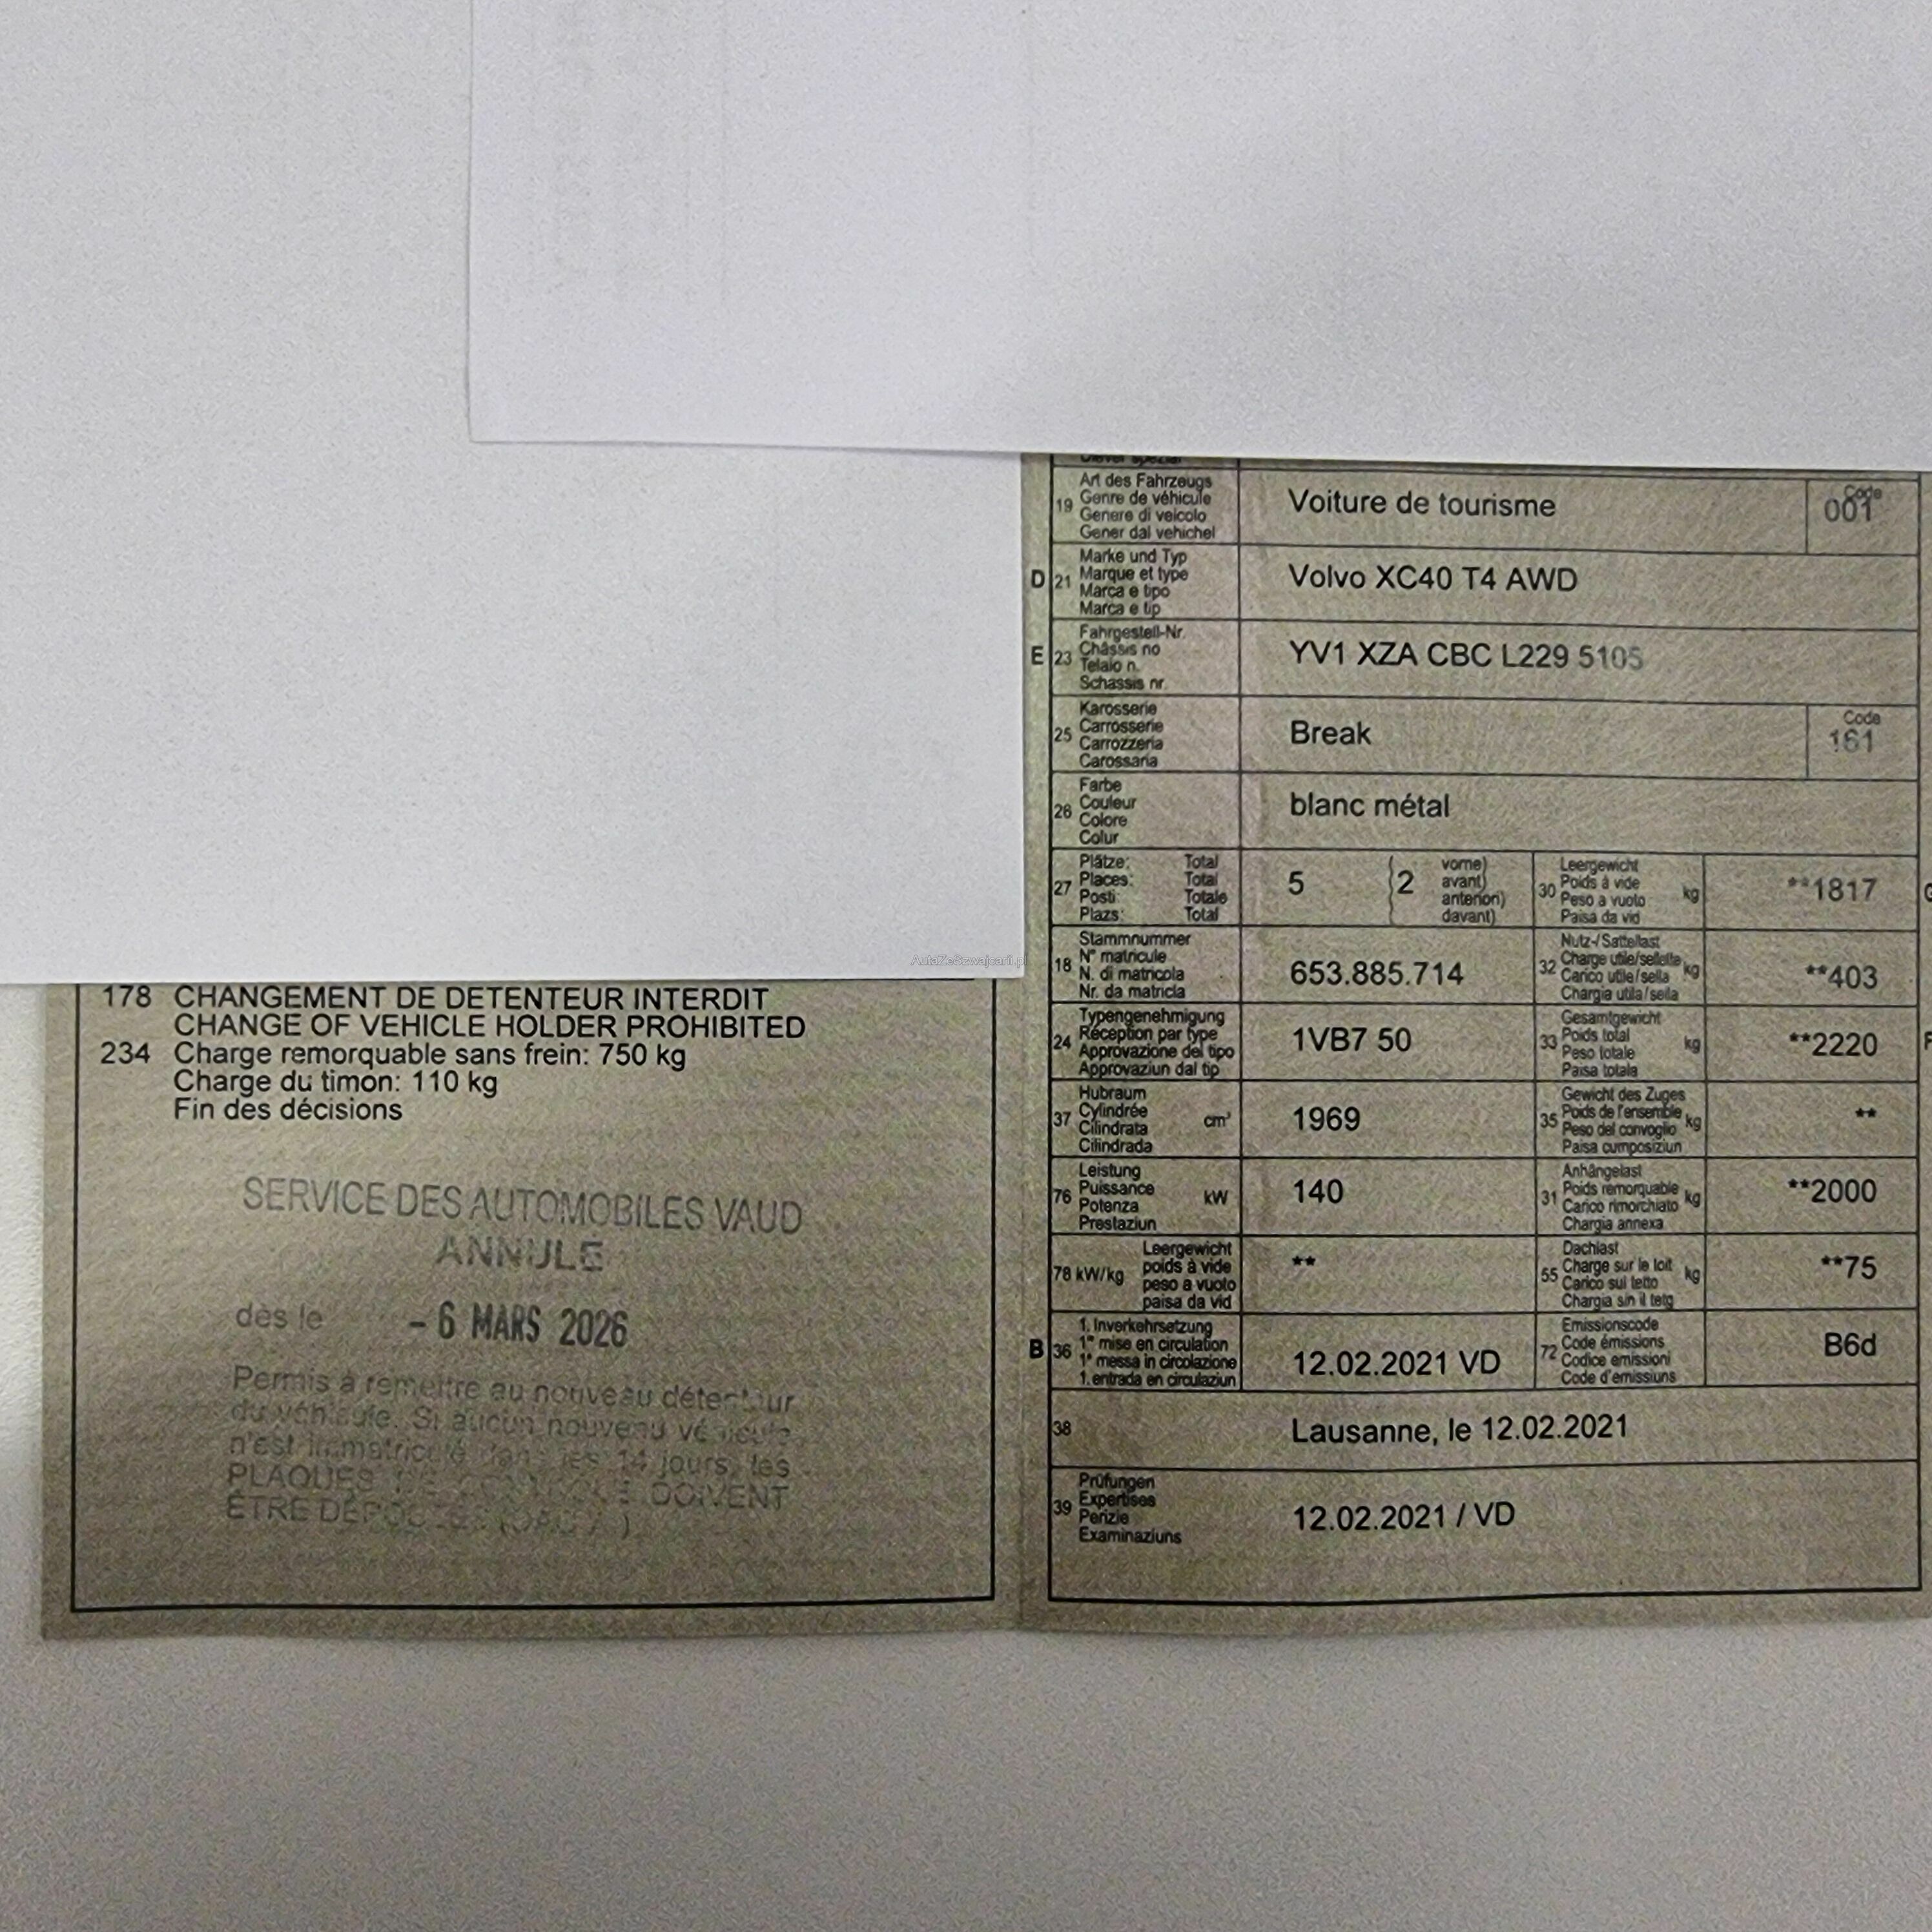 178 CHANGEMENT DE DETENTEUR INTERDIT
CHANGE OF VEHICLE HOLDER PROHIBITED
234 Charge remorquable sans frein: 750 kg
Charge du timon: 110 kg
Fin des décisions
SERVICE DES AUTOMOBILES VAUD
ANNULE
dès le - 6 MARS 2026
Permis à remettre au nouveau détenteur
du véhicule. Si aucun nouveau véhicule
n'est immatriculé dans les 14 jours, les
PLAQUES DOIVENT
ÊTRE
19 Art des Fahrzeugs
Genre de véhicule
Genere di veicolo
Gener dal vehichel
Voiture de tourisme
Code
001
D 21 Marke und Typ
Marque et type
Marca e tipo
Marca e tip
Volvo XC40 T4 AWD
E 23 Fahrgestell-Nr.
Châssis no
Telaio n.
Schassis nr.
YV1 XZA CBC L229 5105
25 Karosserie
Carrosserie
Carrozzeria
Carossaria
Break
Code
161
26 Farbe
Couleur
Colore
Colur
blanc métal
27 Plätze: Total
Places: Total
Posti: Totale
Plazs: Total
5 (2 vorne)
avant)
anteriori)
davant)
30 Leergewicht
Poids à vide
Peso a vuoto
Paisa da vid
kg
**1817
18 Stammnummer
N° matricule
N. di matricola
Nr. da matricla
653.885.714
32 Nutz-/Sattellast
Charge utile/sellette
Carico utile/sella
Chargia utila/sella
kg
**403
24 Typengenehmigung
Réception par type
Approvazione del tipo
Approvaziun dal tip
1VB7 50
33 Gesamtgewicht
Poids total
Peso totale
Paisa totala
kg
**2220
37 Hubraum
Cylindrée
Cilindrata
Cilindrada
cm³
1969
35 Gewicht des Zuges
Poids de l'ensemble
Peso del convoglio
Paisa cumposiziun
kg
**
76 Leistung
Puissance
Potenza
Prestaziun
kW
140
31 Anhängelast
Poids remorquable
Carico rimorchiato
Chargia annexa
kg
**2000
78 kW/kg Leergewicht
poids à vide
peso a vuoto
paisa da vid
**
55 Dachlast
Charge sur le toit
Carico sul tetto
Chargia sin il tetg
kg
**75
B 36 1. Inverkehrsetzung
1re mise en circulation
1a messa in circolazione
1. entrada en circulaziun
12.02.2021 VD
72 Emissionscode
Code émissions
Codice emissioni
Code d'emissiuns
B6d
38 Lausanne, le 12.02.2021
39 Prüfungen
Expertises
Perizie
Examinaziuns
12.02.2021 / VD